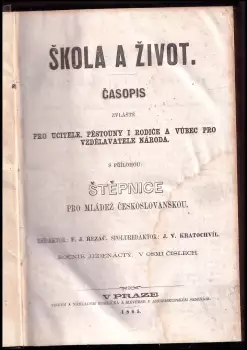 ŠKOLA A ŽIVOT.
ČASOPIS
ZVLÁŠTĚ
PRO UČITELE, PĚSTOUNY I RODIČE A VŮBEC PRO
VZDĚLAVATELE NÁRODA.
S PŘÍLOHOU:
ŠTĚPNICE
PRO MLÁDEŽ ČESKOSLOVANSKOU.
REDAKTOR: F. J. ŘEZÁČ. SPOLUREDAKTOR: J. V. KRATOCHVÍL.
ROČNÍK JEDENÁCTÝ. V OSMI ČÍSLECH.
V PRAZE